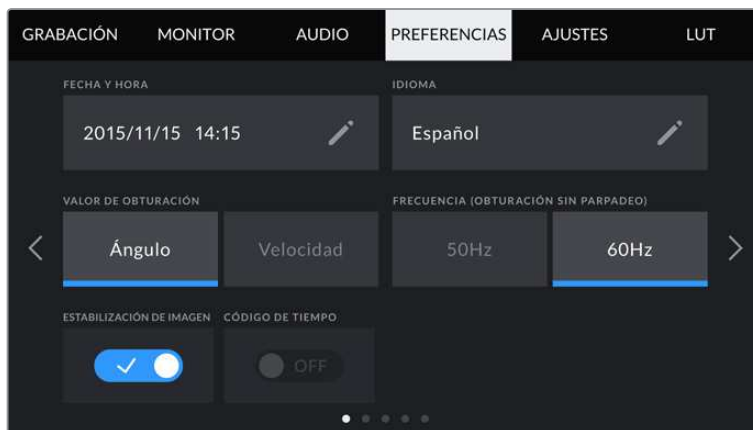 GRABACIÓN MONITOR AUDIO PREFERENCIAS AJUSTES LUT
FECHA Y HORA IDIOMA
2015/11/15 14:15 Español
VALOR DE OBTURACIÓN FRECUENCIA (OBTURACIÓN SIN PARPADEO)
Ángulo Velocidad 50Hz 60Hz
ESTABILIZACIÓN DE IMAGEN CÓDIGO DE TIEMPO
OFF